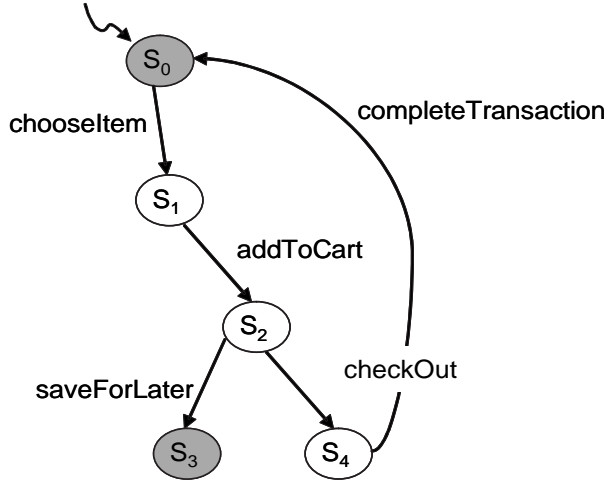 S0
completeTransaction
chooseItem
S1
addToCart
S2
checkOut
saveForLater
S3
S4